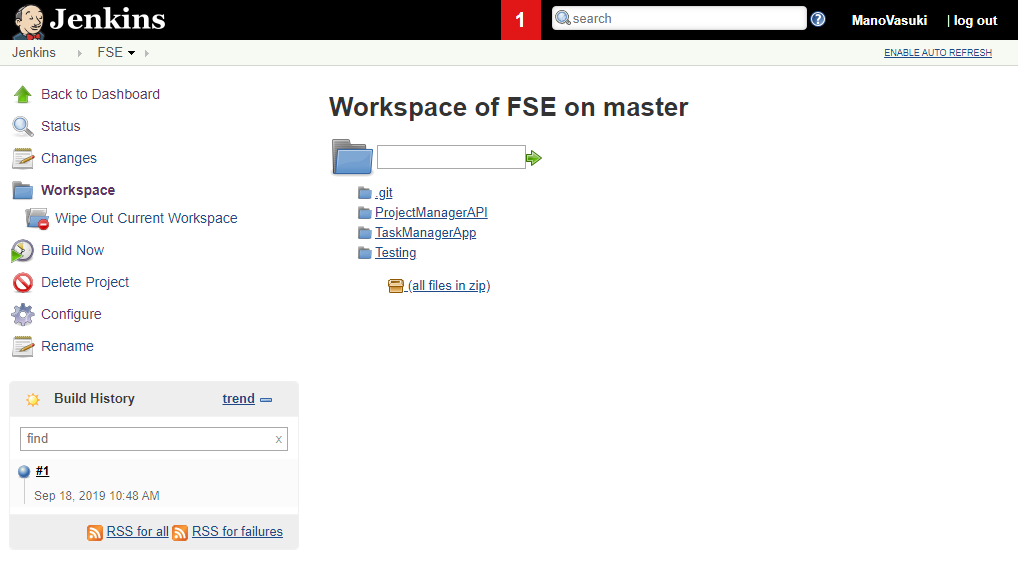 Jenkins 1 search ? ManoVasuki | log out
Jenkins FSE ENABLE AUTO REFRESH
Back to Dashboard
Status
Changes
Workspace
Wipe Out Current Workspace
Build Now
Delete Project
Configure
Rename
Build History trend
find x
#1
Sep 18, 2019 10:48 AM
RSS for all RSS for failures
Workspace of FSE on master
.git
ProjectManagerAPI
TaskManagerApp
Testing
(all files in zip)